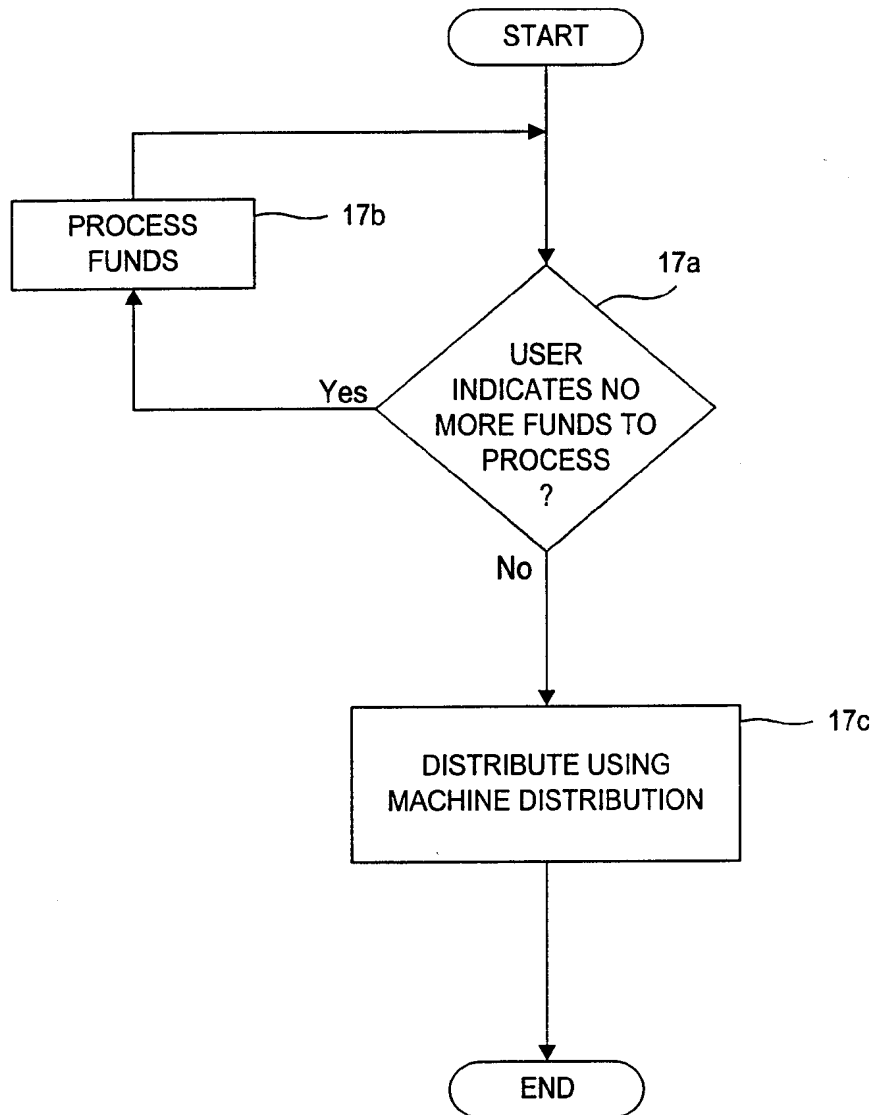 START
PROCESS
FUNDS
17b
17a
USER
INDICATES NO
MORE FUNDS TO
PROCESS
?
Yes
No
17c
DISTRIBUTE USING
MACHINE DISTRIBUTION
END